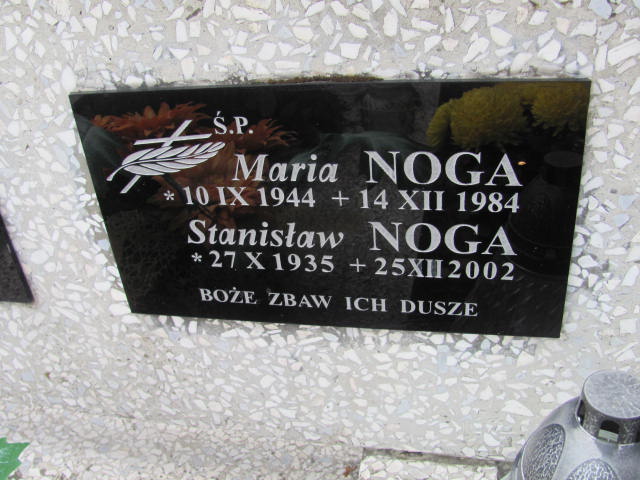 Ś.P.
Maria NOGA
* 10 IX 1944 + 14 XII 1984
Stanisław NOGA
* 27 X 1935 + 25 XII 2002
BOŻE ZBAW ICH DUSZE